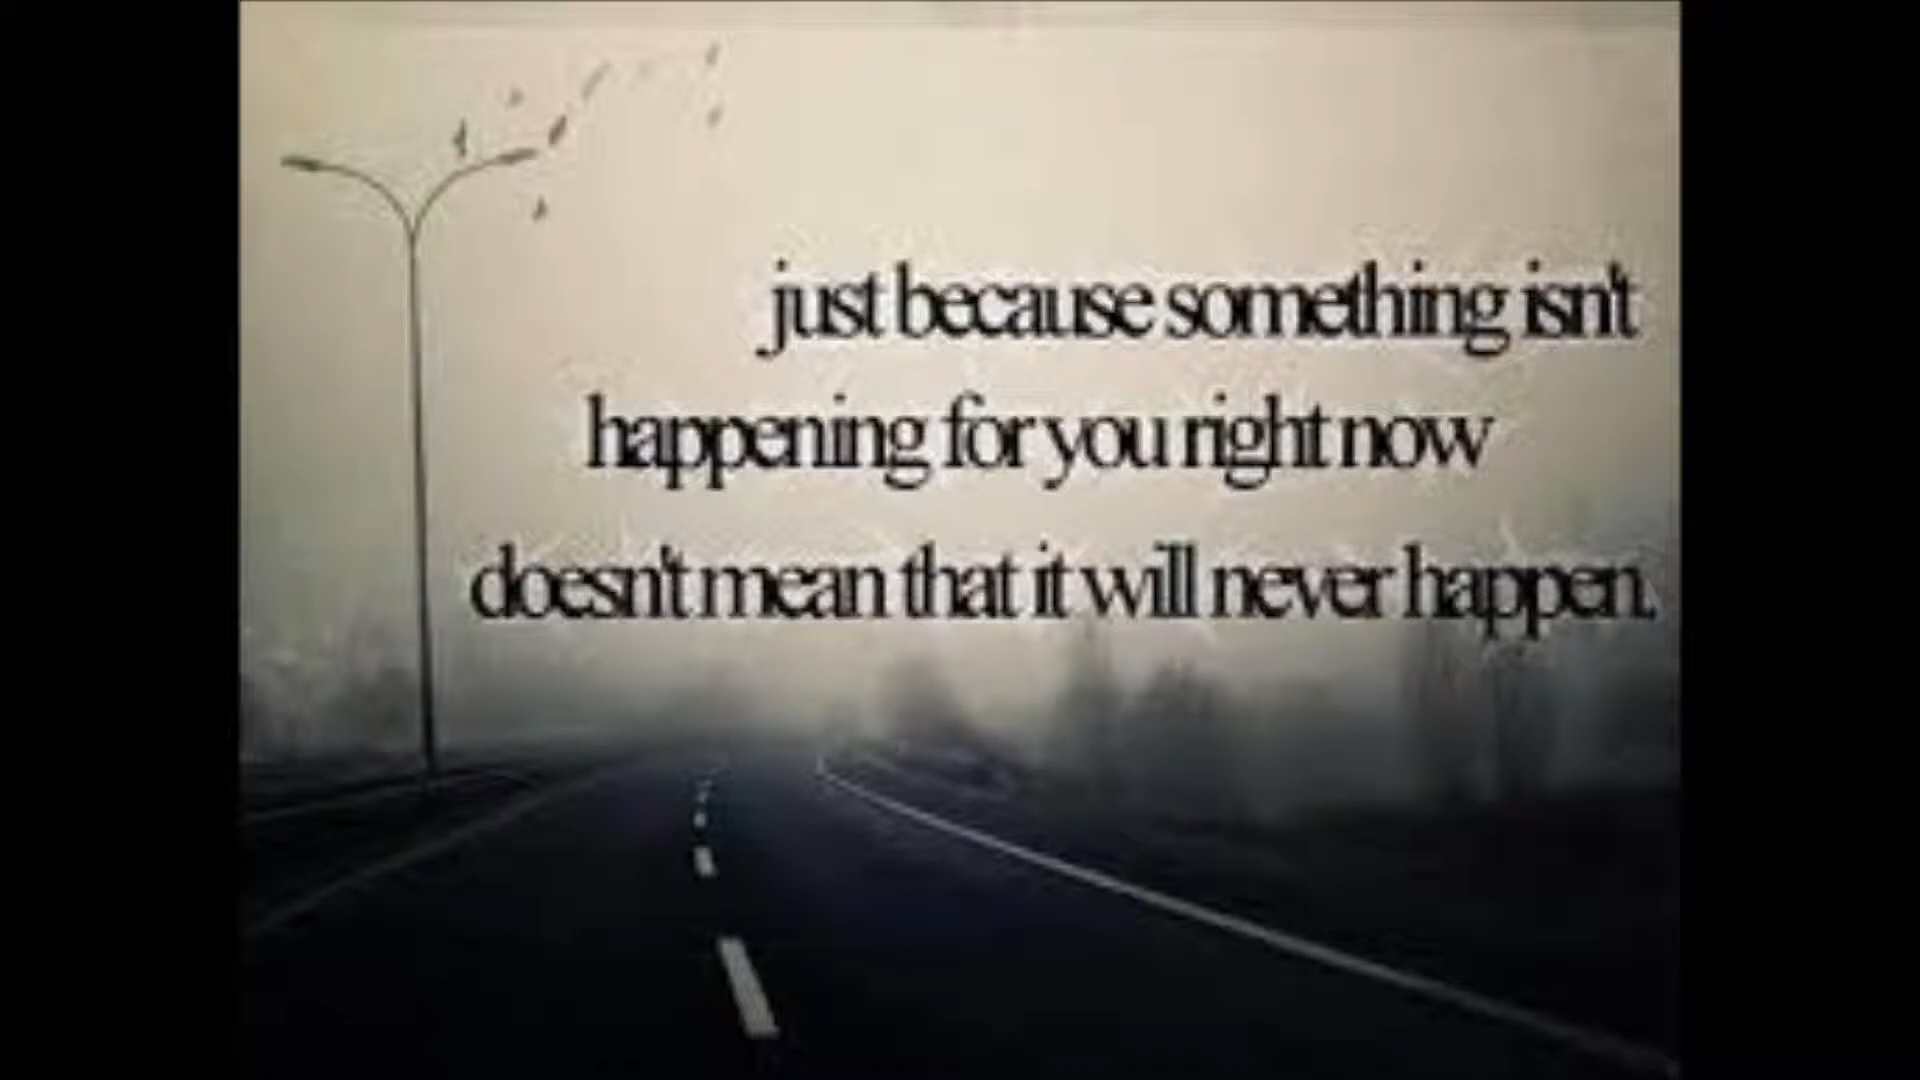 just because something isn't
happening for you right now
doesn't mean that it will never happen.